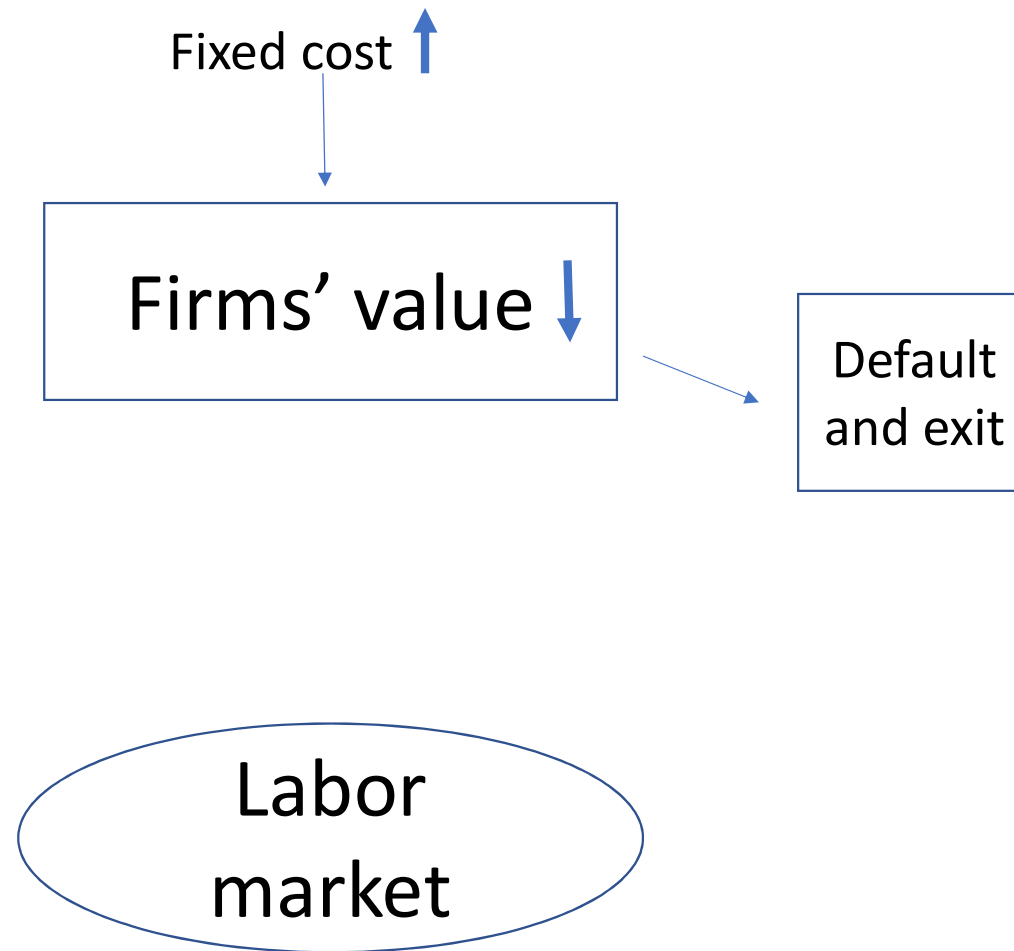 Fixed cost
Firms’ value
Default
and exit
Labor
market